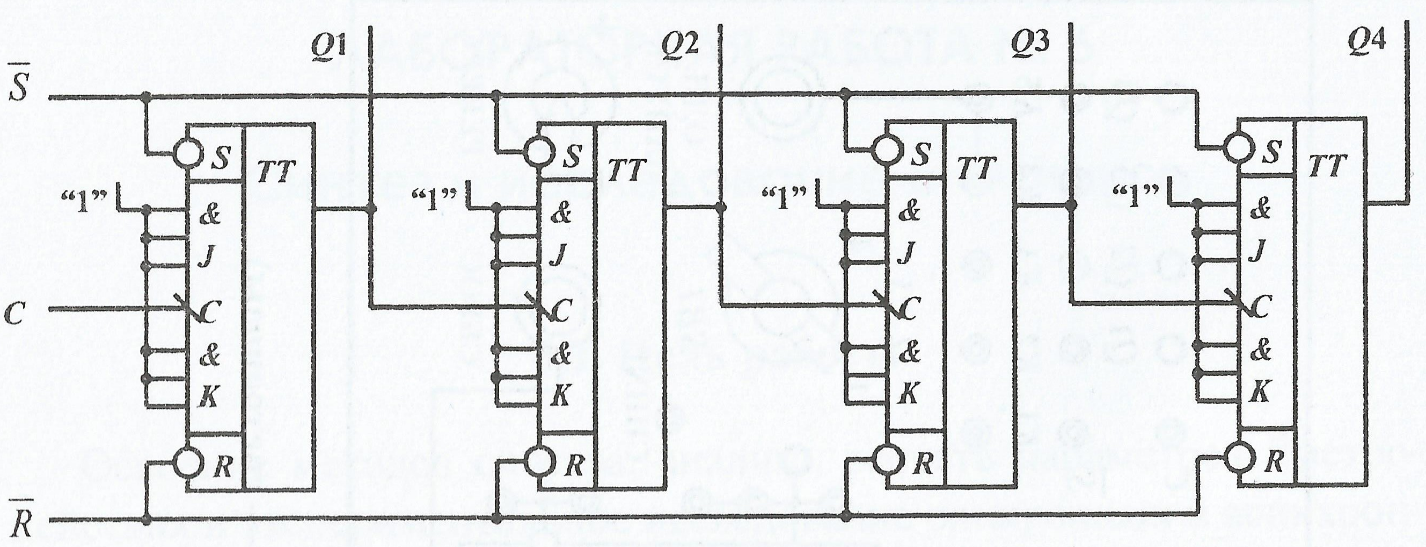 Q1 Q2 Q3 Q4
S̅
S TT S TT S TT S TT
“1” & “1” & “1” & “1” &
J J J J
C C C C C
& & & &
K K K K
R R R R
R̅